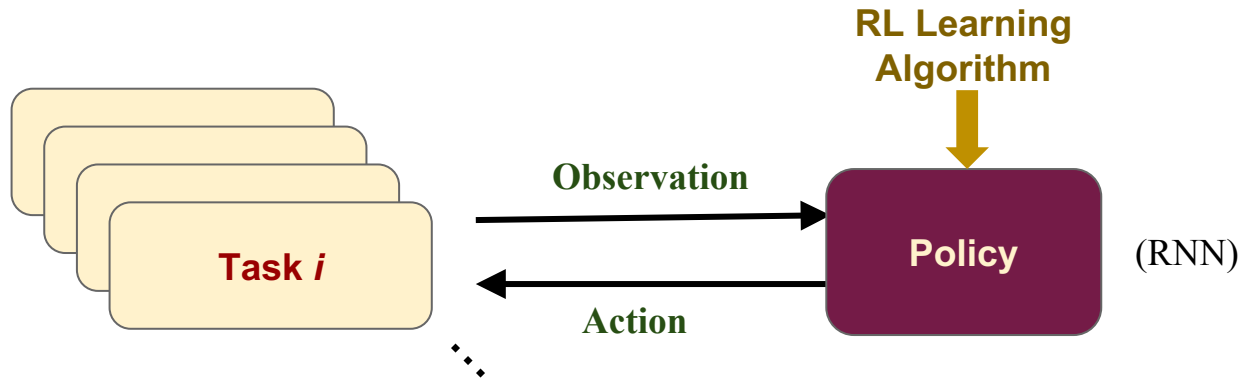 RL Learning
Algorithm
Observation
Task i
Policy
(RNN)
Action